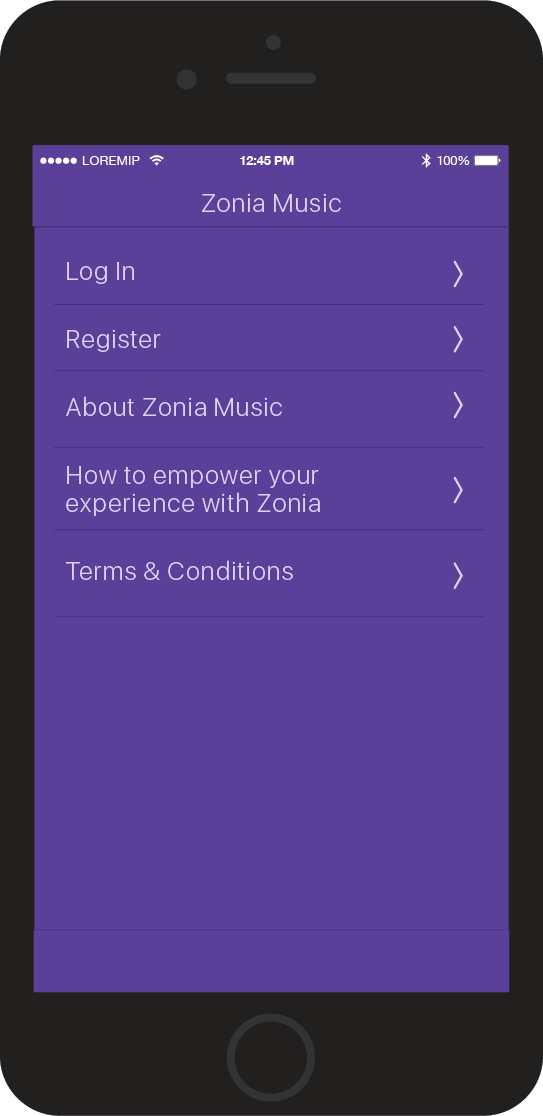 LOREMIP 12:45 PM 100%
Zonia Music
Log In
Register
About Zonia Music
How to empower your
experience with Zonia
Terms & Conditions